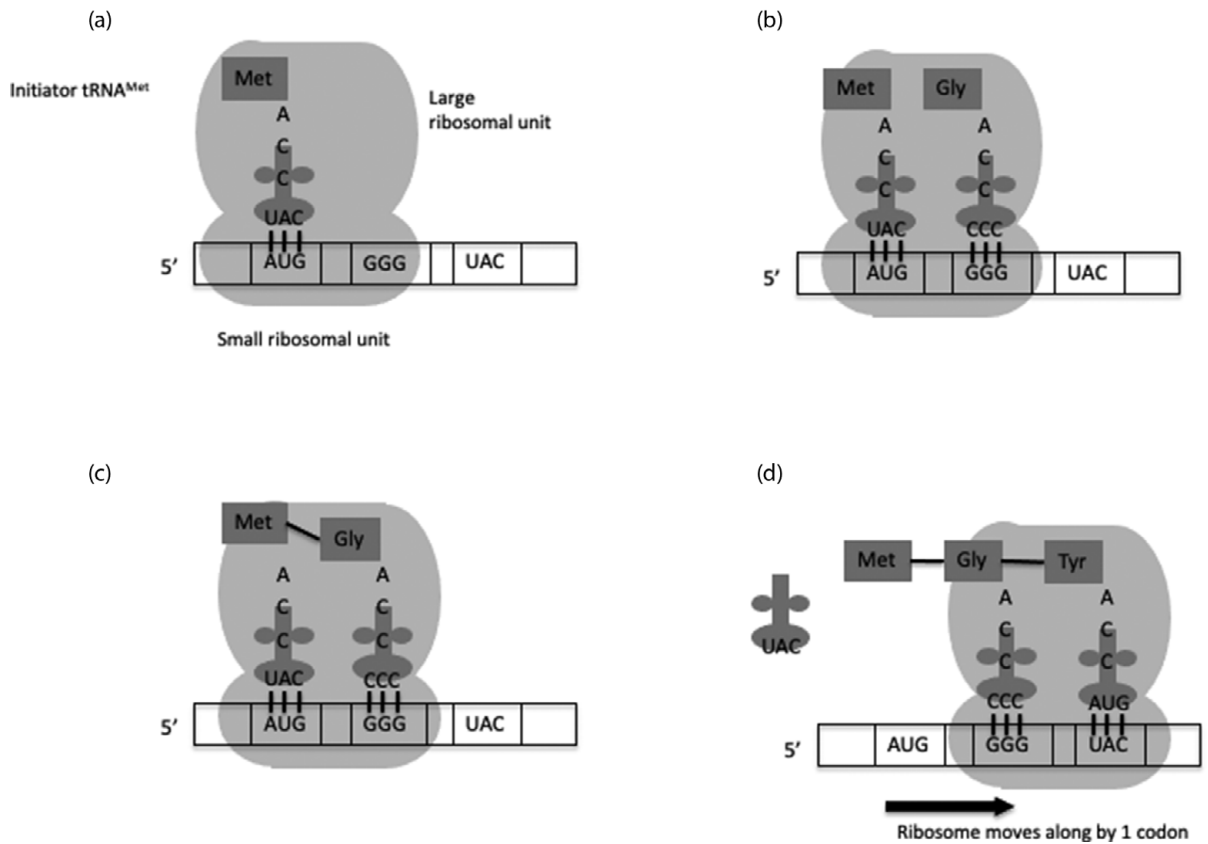 (a)
Initiator tRNAMet
Met
Large
ribosomal unit
A
C
C
UAC
5′
AUG GGG UAC
Small ribosomal unit
(b)
Met Gly
A A
C C
C C
UAC CCC
5′
AUG GGG UAC
(c)
Met
Gly
A A
C C
C C
UAC CCC
5′
AUG GGG UAC
(d)
Met Gly Tyr
A A
C C
C C
UAC
CCC AUG
5′
AUG GGG UAC
Ribosome moves along by 1 codon